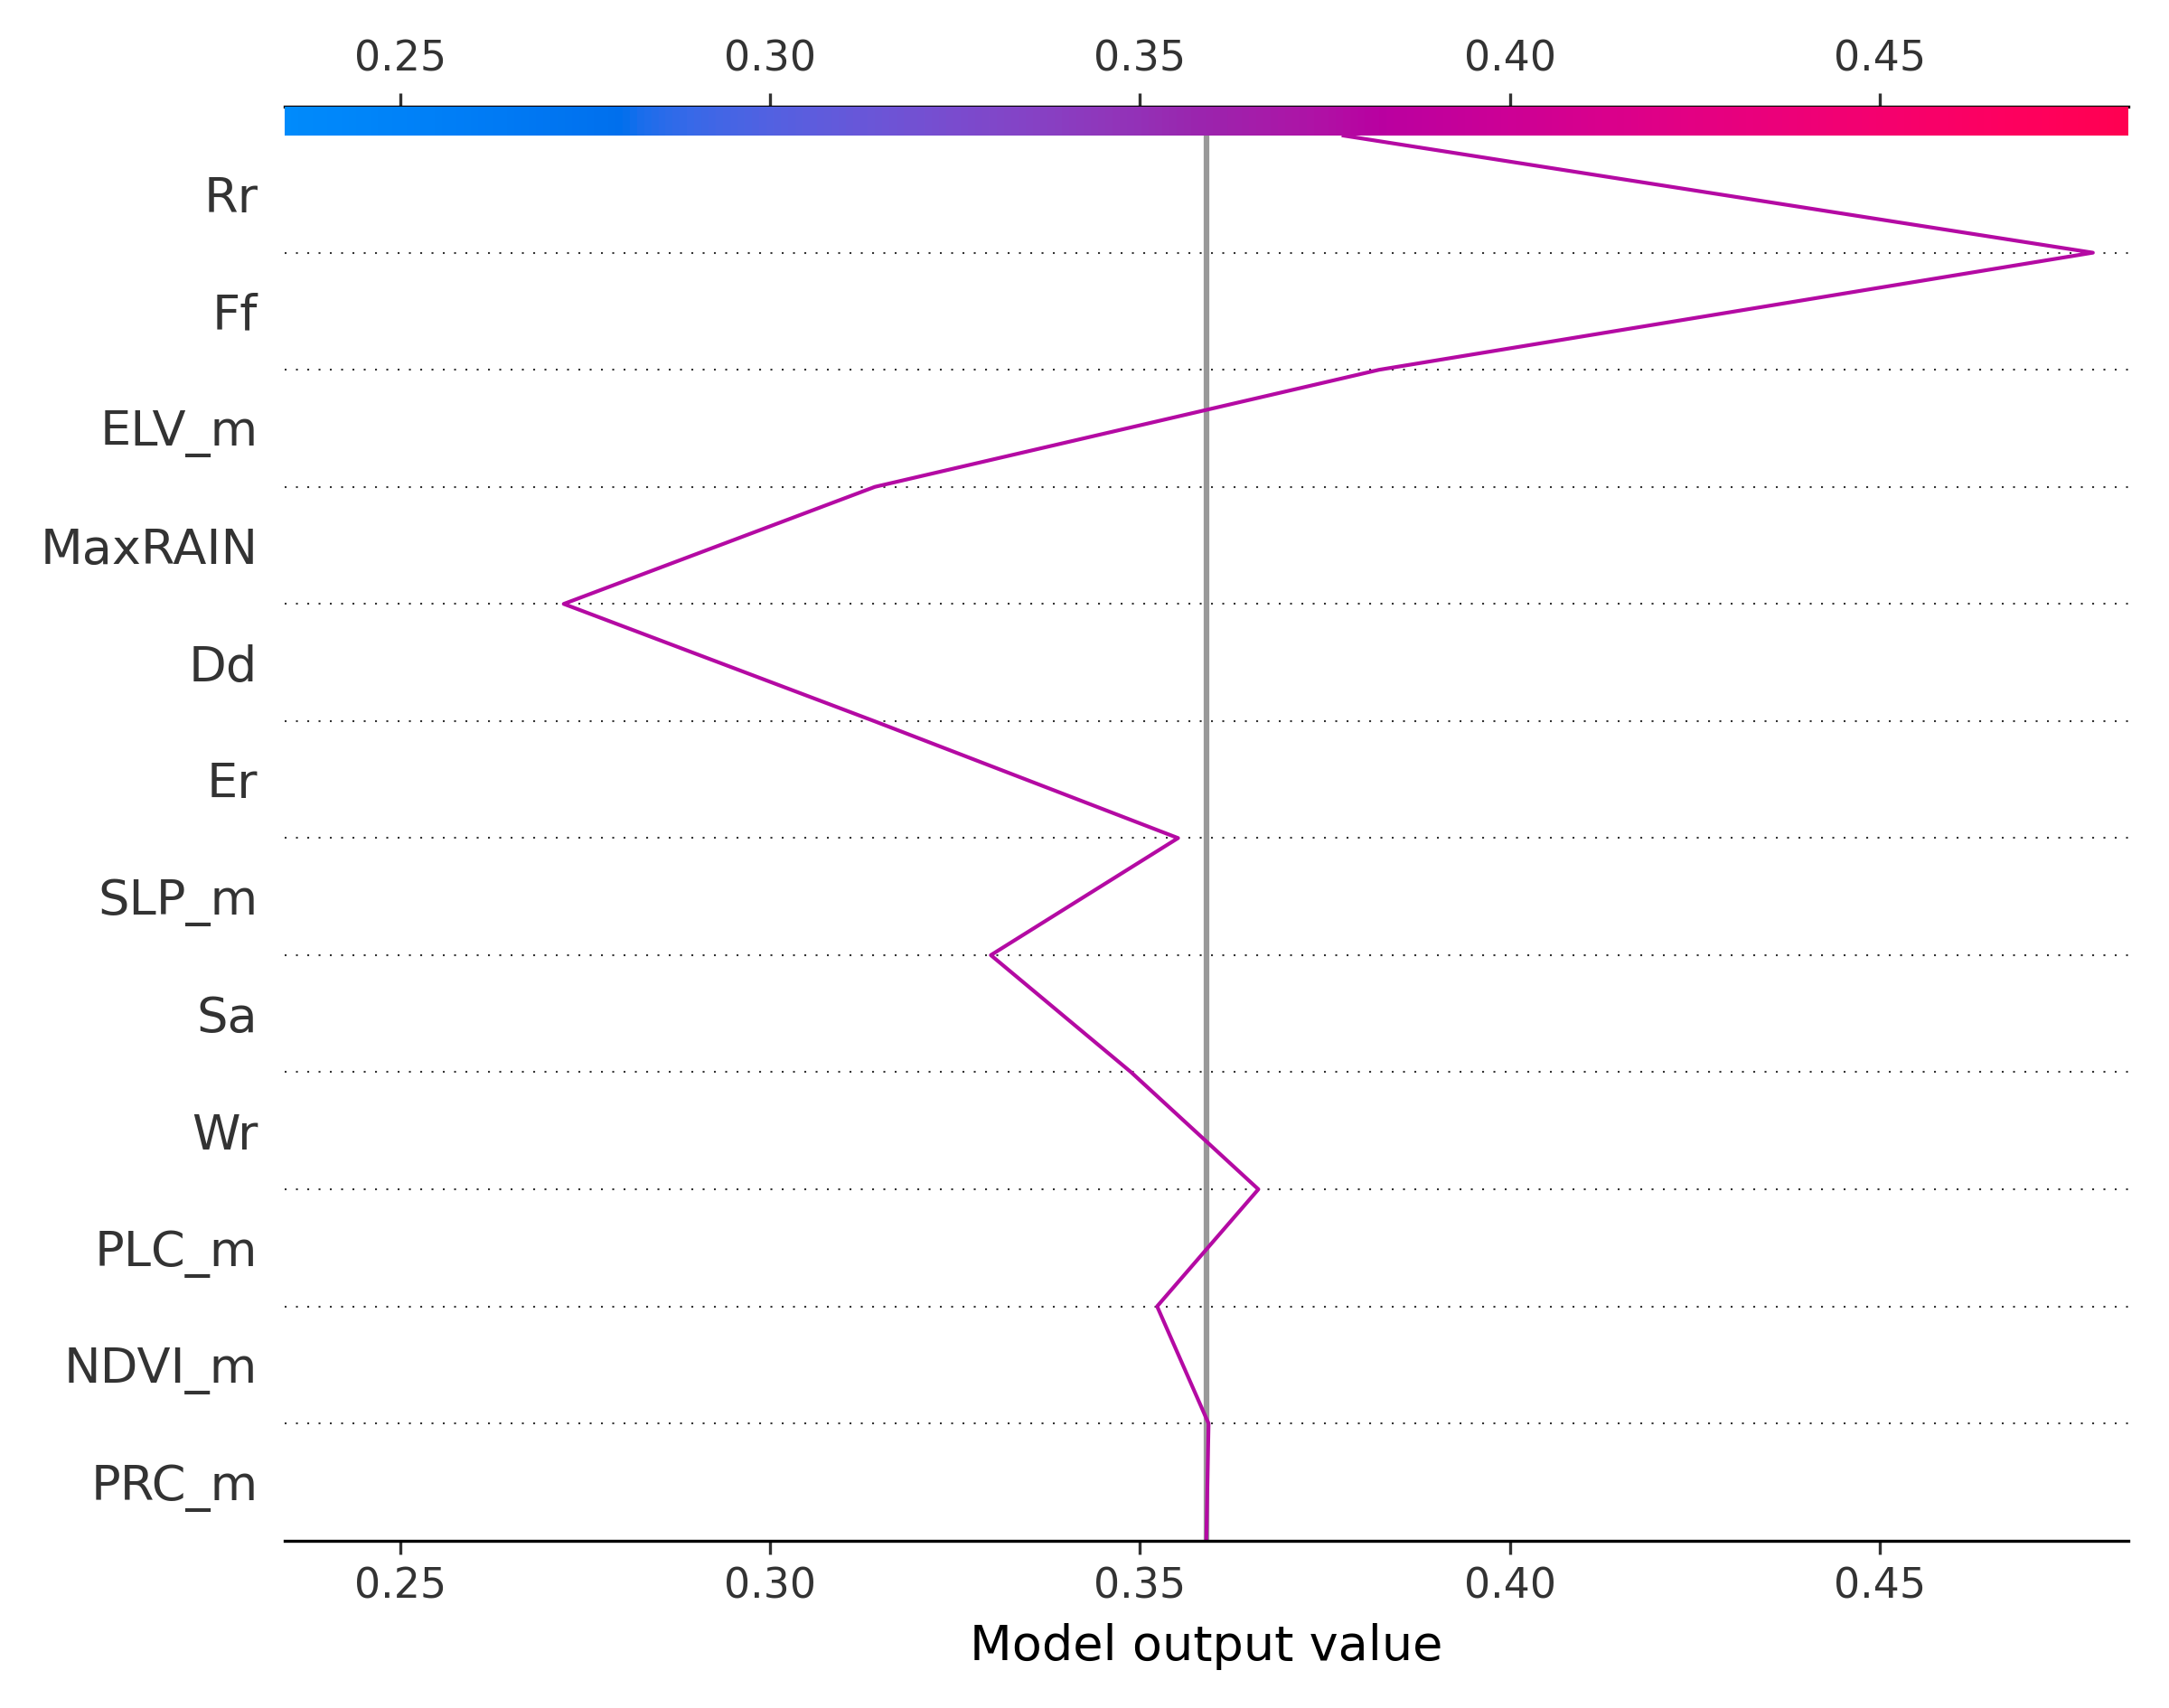 0.25 0.30 0.35 0.40 0.45
Rr
Ff
ELV_m
MaxRAIN
Dd
Er
SLP_m
Sa
Wr
PLC_m
NDVI_m
PRC_m
0.25 0.30 0.35 0.40 0.45
Model output value